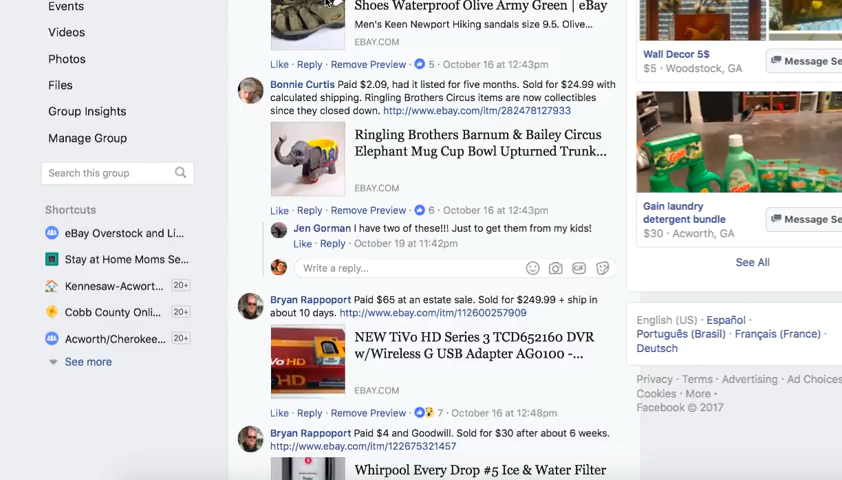 Events
Videos
Photos
Files
Group Insights
Manage Group
Search this group
Shortcuts
eBay Overstock and Li...
Stay at Home Moms Se...
Kennesaw-Acwort... 20+
Cobb County Onli... 20+
Acworth/Cherokee... 20+
See more
Shoes Waterproof Olive Army Green | eBay
Men's Keen Newport Hiking sandals size 9.5. Olive...
EBAY.COM
Like · Reply · Remove Preview · 5 · October 16 at 12:43pm
Bonnie Curtis Paid $2.09, had it listed for five months. Sold for $24.99 with
calculated shipping. Ringling Brothers Circus items are now collectibles
since they closed down. http://www.ebay.com/itm/282478127933
Ringling Brothers Barnum & Bailey Circus
Elephant Mug Cup Bowl Upturned Trunk...
EBAY.COM
Like · Reply · Remove Preview · 6 · October 16 at 12:43pm
Jen Gorman I have two of these!!! Just to get them from my kids!
Like · Reply · October 19 at 11:42pm
Write a reply...
GIF
Bryan Rappoport Paid $65 at an estate sale. Sold for $249.99 + ship in
about 10 days. http://www.ebay.com/itm/112600257909
NEW TiVo HD Series 3 TCD652160 DVR
w/Wireless G USB Adapter AG0100 -...
HD
EBAY.COM
Like · Reply · Remove Preview · 7 · October 16 at 12:48pm
Bryan Rappoport Paid $4 and Goodwill. Sold for $30 after about 6 weeks.
http://www.ebay.com/itm/122675321457
Whirpool Every Drop #5 Ice & Water Filter
Wall Decor 5$
$5 · Woodstock, GA
Message Se
Gain
Gain laundry
detergent bundle
$30 · Acworth, GA
Message Se
See All
English (US) · Español ·
Português (Brasil) · Français (France) ·
Deutsch
Privacy · Terms · Advertising · Ad Choices
Cookies · More
Facebook © 2017